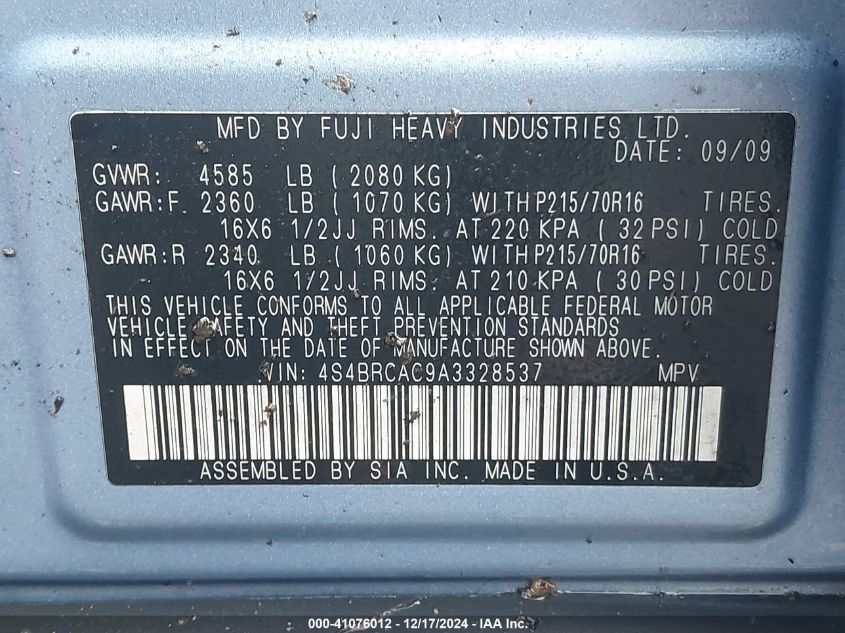 MFD BY FUJI HEAVY INDUSTRIES LTD.
DATE: 09/09
GVWR: 4585 LB (2080 KG)
GAWR:F 2360 LB (1070 KG) WITH P215/70R16 TIRES.
16X6 1/2JJ RIMS. AT 220 KPA (32 PSI) COLD
GAWR:R 2340 LB (1060 KG) WITH P215/70R16 TIRES.
16X6 1/2JJ RIMS. AT 210 KPA (30 PSI) COLD
THIS VEHICLE CONFORMS TO ALL APPLICABLE FEDERAL MOTOR
VEHICLE SAFETY AND THEFT PREVENTION STANDARDS
IN EFFECT ON THE DATE OF MANUFACTURE SHOWN ABOVE.
VIN: 4S4BRCAC9A3328537 MPV
ASSEMBLED BY SIA INC. MADE IN U.S.A.
000-41076012 - 12/17/2024 - IAA Inc.